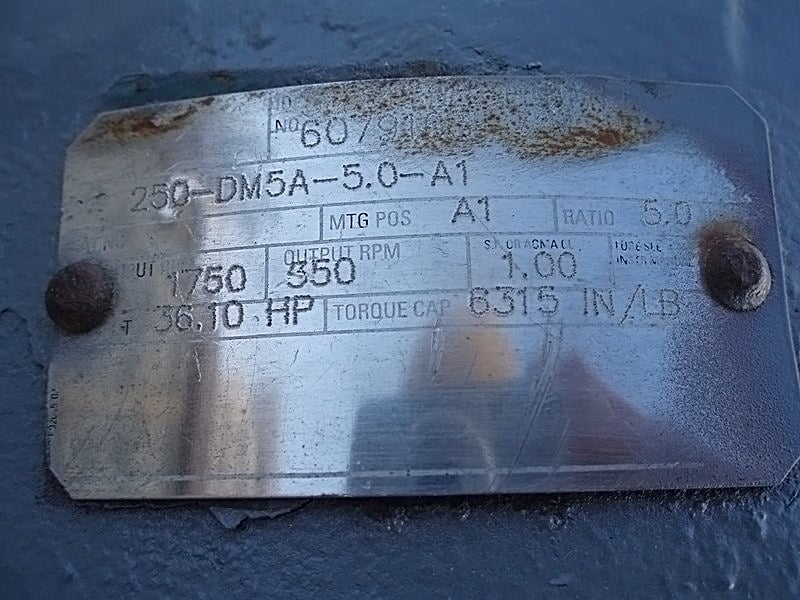 NO 60791
250-DM5A-5.0-A1
MTG POS A1 RATIO 5.0
OUTPUT RPM
1750 350 1.00
36.10 HP TORQUE CAP 6315 IN/LB